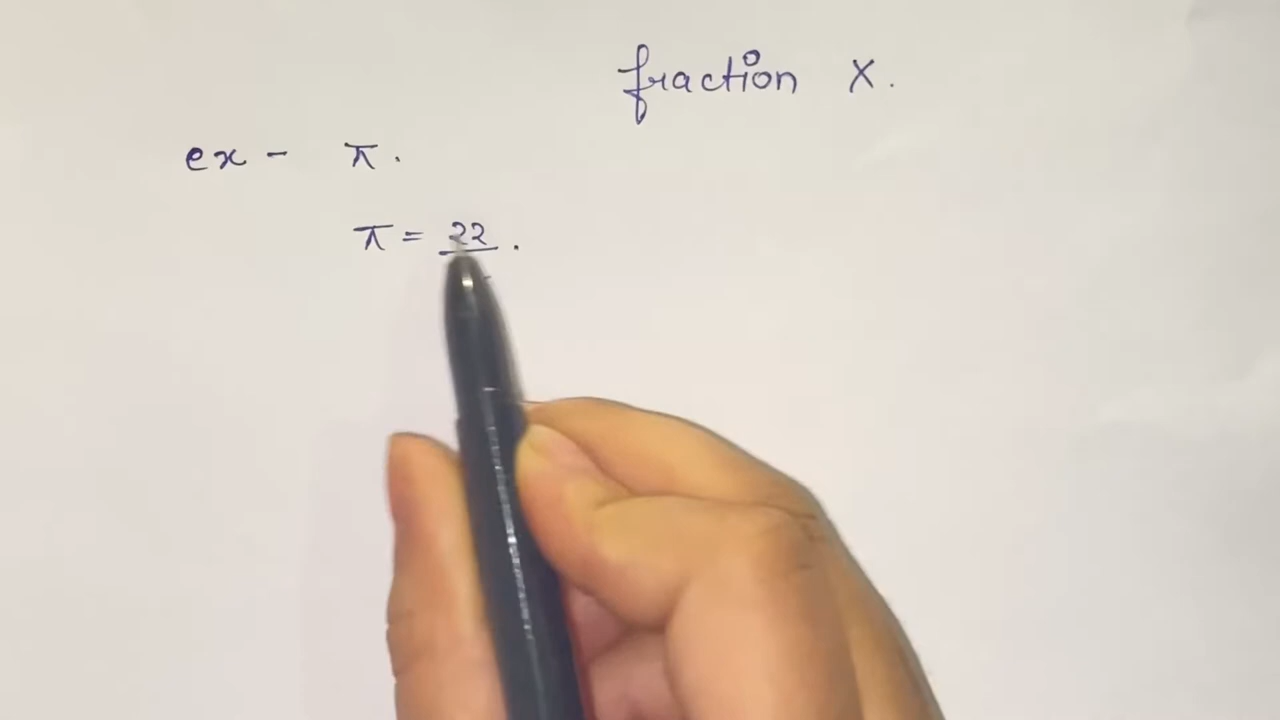 fraction X.
ex - π.
π = 22 .